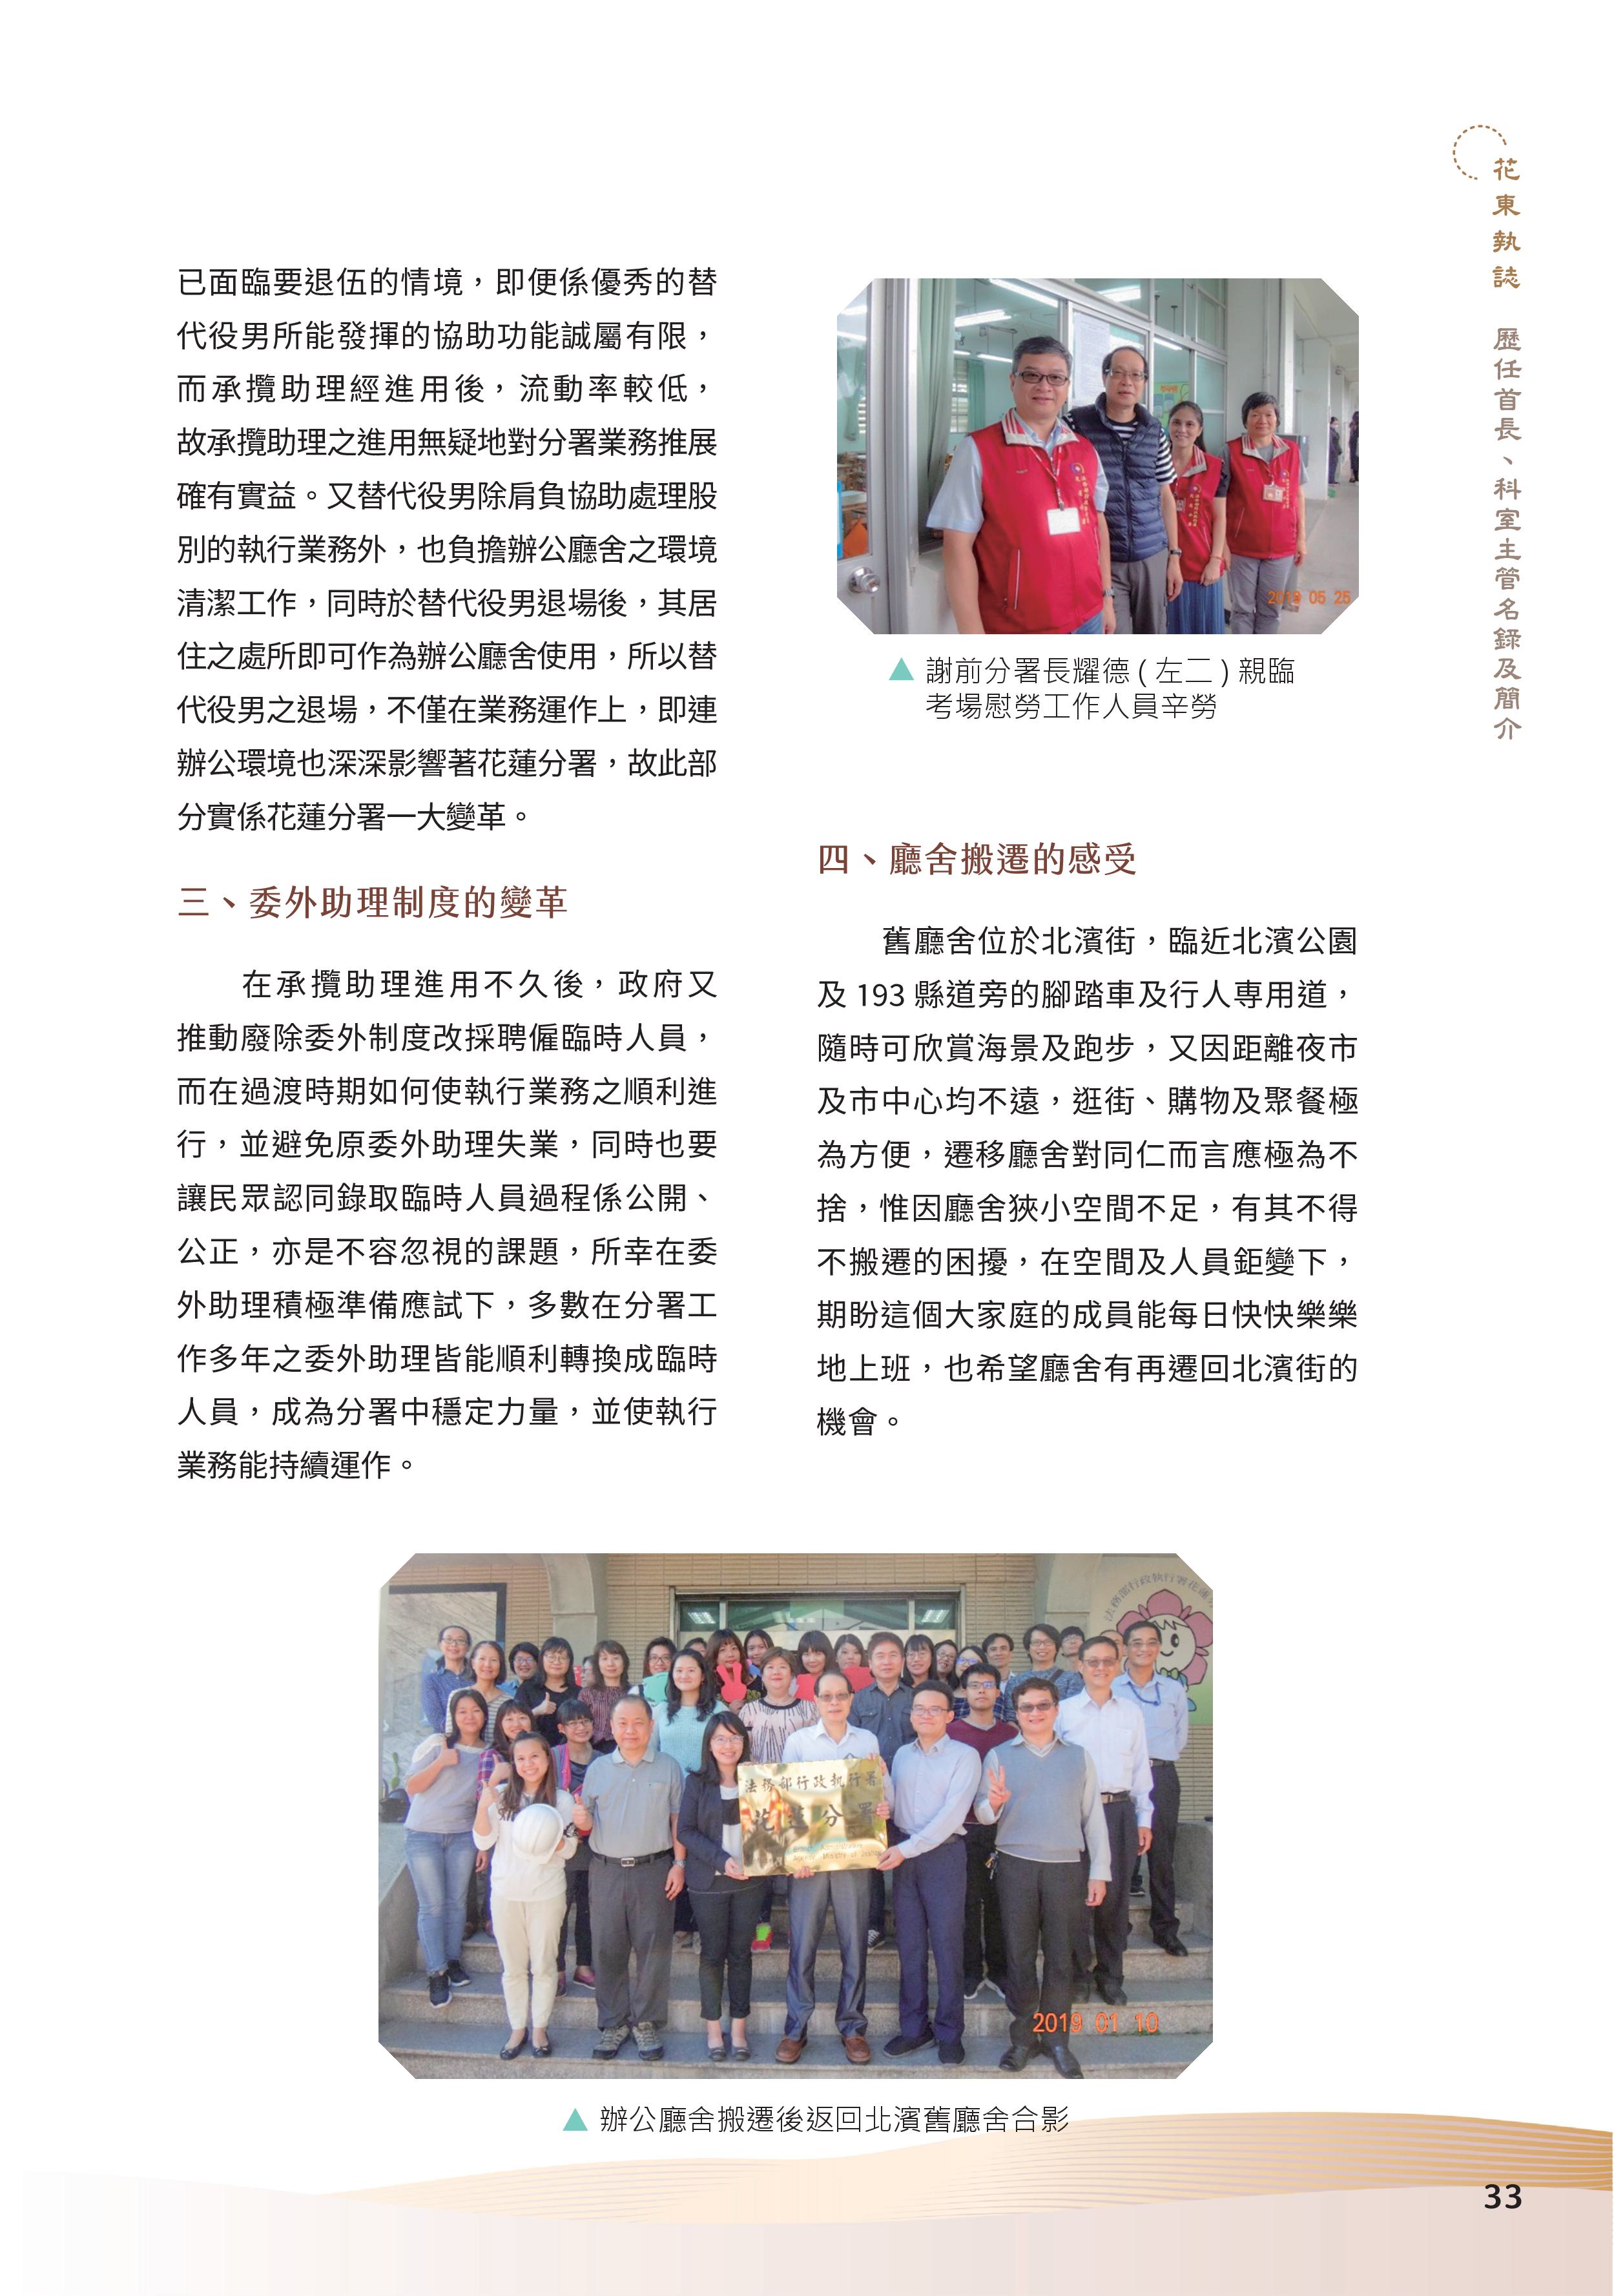 花東執誌 歷任首長、科室主管名錄及簡介
已面臨要退伍的情境，即便係優秀的替
代役男所能發揮的協助功能誠屬有限，
而承攬助理經進用後，流動率較低，
故承攬助理之進用無疑地對分署業務推展
確有實益。又替代役男除肩負協助處理股
別的執行業務外，也負擔辦公廳舍之環境
清潔工作，同時於替代役男退場後，其居
住之處所即可作為辦公廳舍使用，所以替
代役男之退場，不僅在業務運作上，即連
辦公環境也深深影響著花蓮分署，故此部
分實係花蓮分署一大變革。
三、委外助理制度的變革
在承攬助理進用不久後，政府又
推動廢除委外制度改採聘僱臨時人員，
而在過渡時期如何使執行業務之順利進
行，並避免原委外助理失業，同時也要
讓民眾認同錄取臨時人員過程係公開、
公正，亦是不容忽視的課題，所幸在委
外助理積極準備應試下，多數在分署工
作多年之委外助理皆能順利轉換成臨時
人員，成為分署中穩定力量，並使執行
業務能持續運作。
2019 05 25
▲ 謝前分署長耀德(左二)親臨
考場慰勞工作人員辛勞
四、廳舍搬遷的感受
舊廳舍位於北濱街，臨近北濱公園
及 193 縣道旁的腳踏車及行人專用道，
隨時可欣賞海景及跑步，又因距離夜市
及市中心均不遠，逛街、購物及聚餐極
為方便，遷移廳舍對同仁而言應極為不
捨，惟因廳舍狹小空間不足，有其不得
不搬遷的困擾，在空間及人員鉅變下，
期盼這個大家庭的成員能每日快快樂樂
地上班，也希望廳舍有再遷回北濱街的
機會。
法務部行政執行署花蓮
法務部行政執行署
花蓮分署
2019 01 10
▲ 辦公廳舍搬遷後返回北濱舊廳舍合影
33